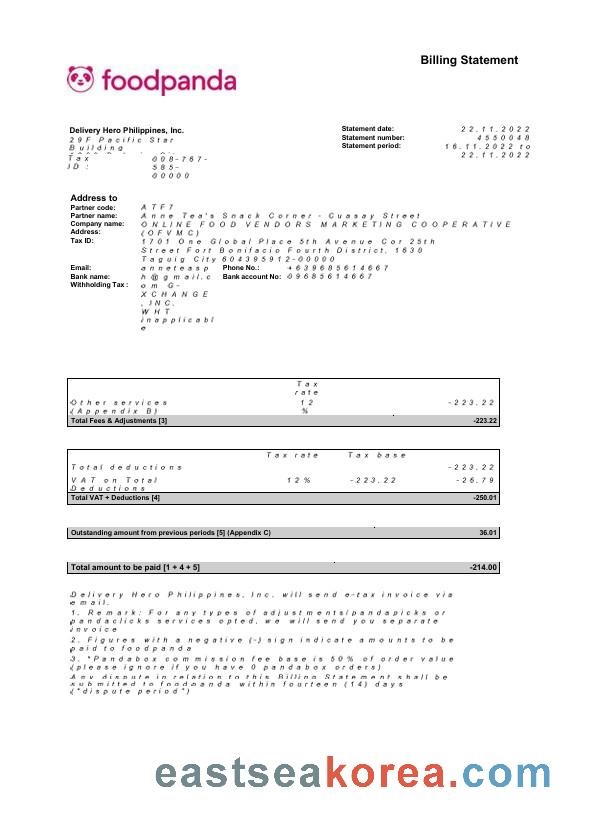 Billing Statement
foodpanda
Delivery Hero Philippines, Inc.
29F Pacific Star
Building
Tax
ID:
008-767-
585-
00000
Statement date: 22.11.2022
Statement number: 4550048
Statement period: 16.11.2022 to
22.11.2022
Address to
Partner code: ATF7
Partner name: Anne Tea's Snack Corner - Guasay Street
Company name: ONLINE FOOD VENDORS MARKETING COOPERATIVE
Address: (OFVMC)
Tax ID: 1701 One Global Place 5th Avenue Cor 25th
Street Fort Bonifacio Fourth District, 1630
Taguig City 604395912-00000
Email: anneteasp Phone No.: +639685614667
Bank name: h@gmail.c Bank account No: 09685614667
Withholding Tax : om G-
XCHANGE
, INC.
WHT
inapplicabl
e
Tax
rate
Other services 12 -223.22
(Appendix B) %
Total Fees & Adjustments [3] -223.22
Tax rate Tax base
Total deductions -223.22
VAT on Total 12% -223.22 -26.79
Deductions
Total VAT + Deductions [4] -250.01
Outstanding amount from previous periods [5] (Appendix C) 36.01
Total amount to be paid [1 + 4 + 5] -214.00
Delivery Hero Philippines, Inc. will send e-tax invoice via
email.
1. Remark: For any types of adjustments/pandapicks or
pandaclicks services opted, we will send you separate
invoice
2. Figures with a negative (-) sign indicate amounts to be
paid to foodpanda
3. *Pandabox commission fee base is 50% of order value
(please ignore if you have 0 pandabox orders)
Any dispute in relation to this Billing Statement shall be
submitted to foodpanda within fourteen (14) days
("dispute period")
eastseakorea.com